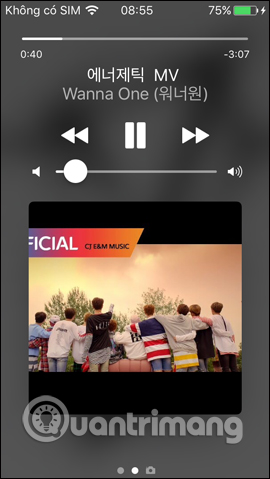 Không có SIM 08:55 75%
0:40 -3:07
에너제틱 MV
Wanna One (워너원)
FICIAL CJ E&M MUSIC
Quantrimang